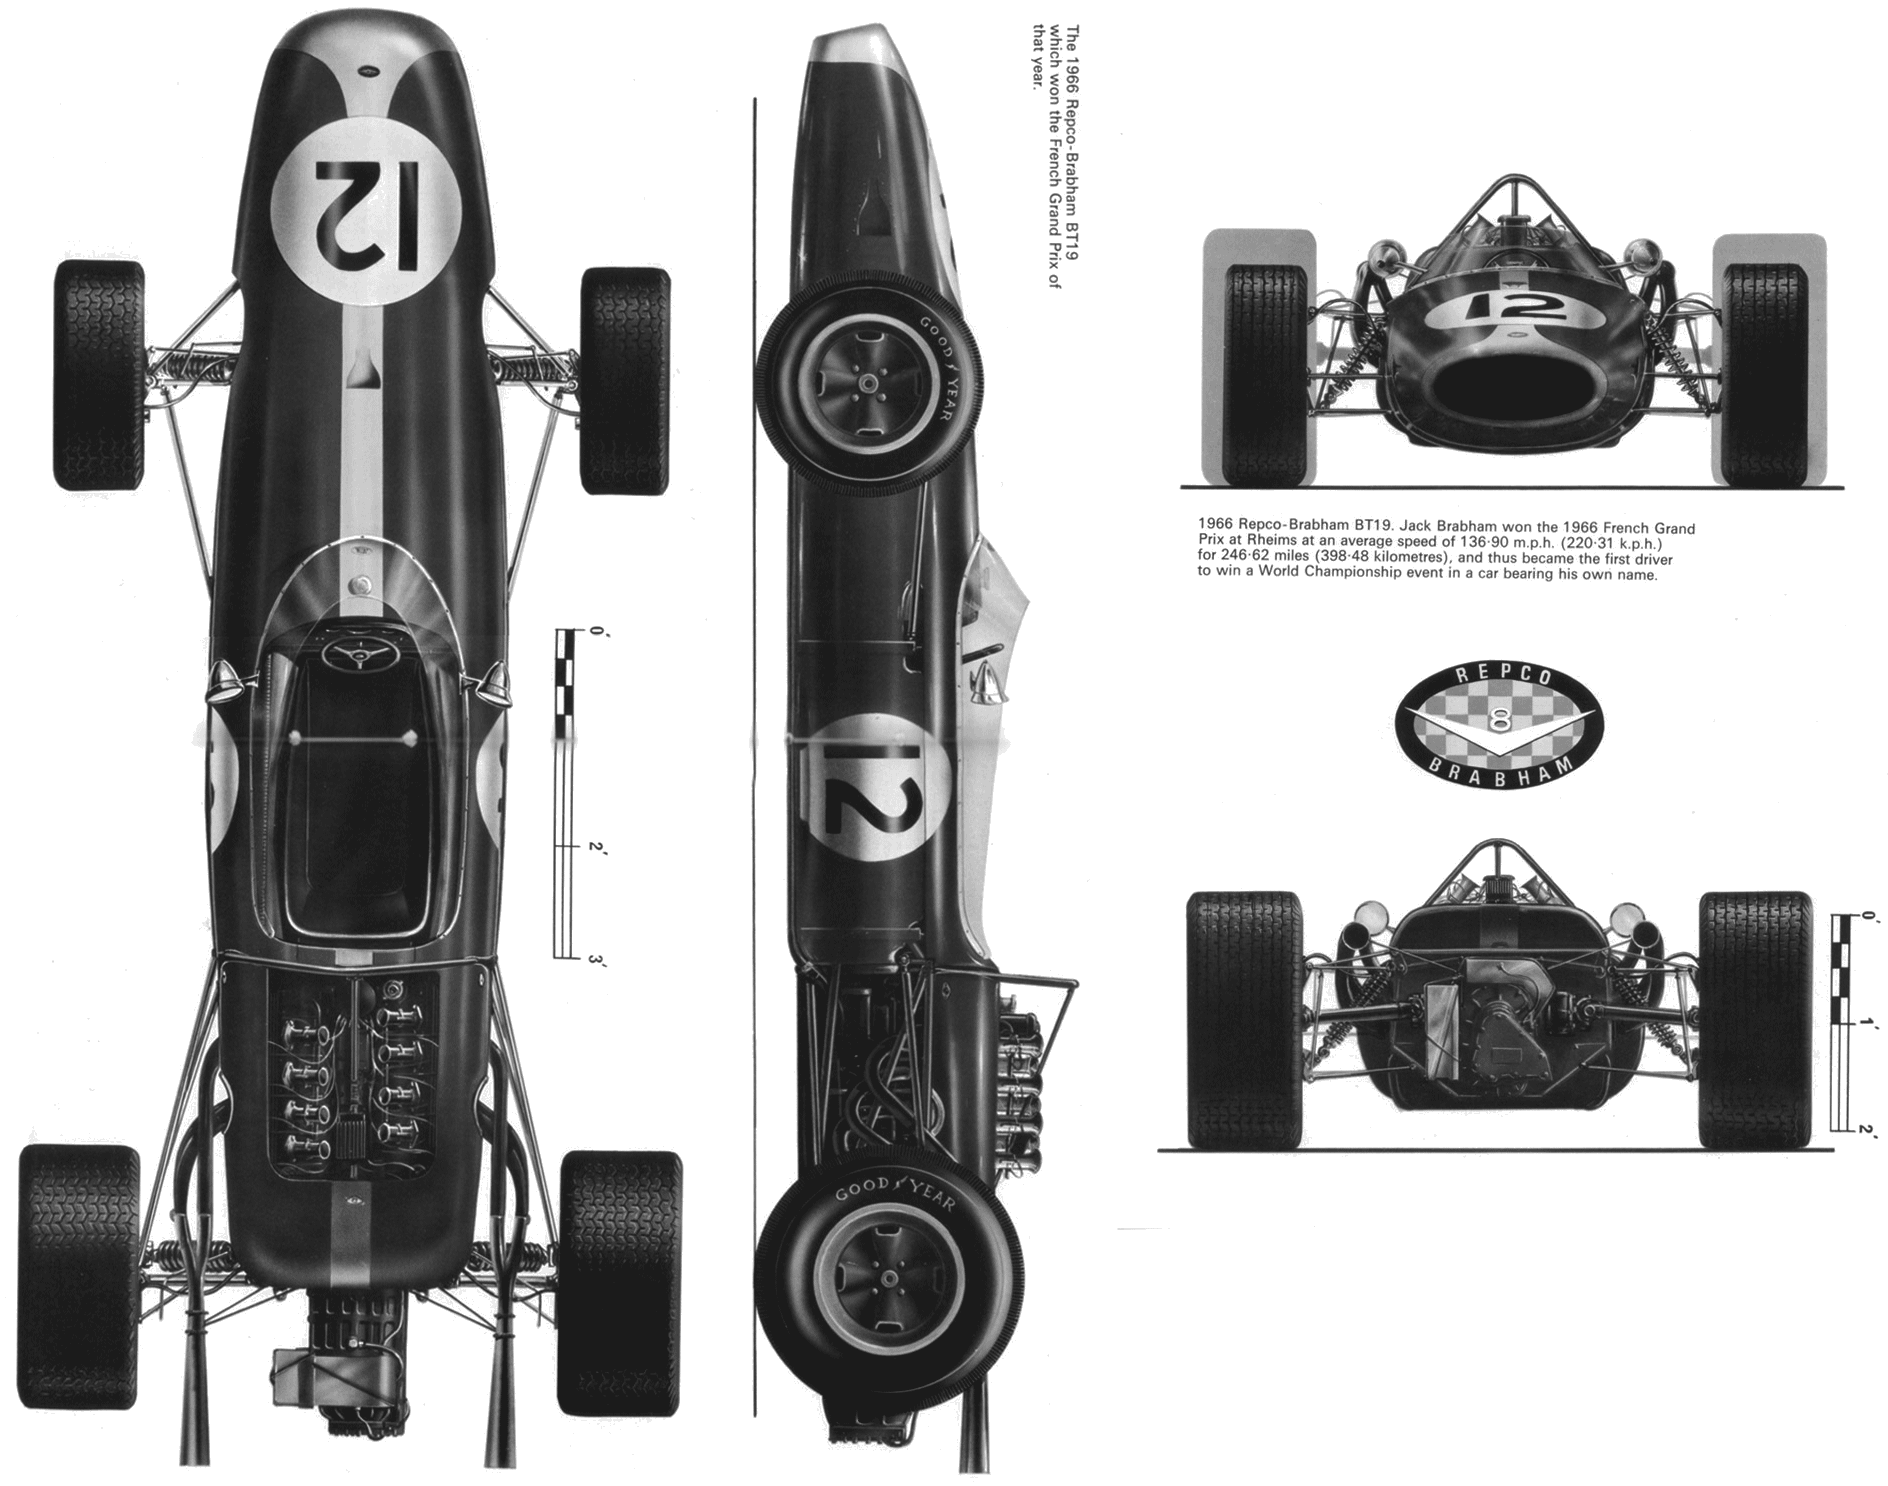 12
The 1966 Repco-Brabham BT19
which won the French Grand Prix of
that year.
GOOD YEAR
12
GOOD YEAR
0′
2′
3′
12
1966 Repco-Brabham BT19. Jack Brabham won the 1966 French Grand
Prix at Rheims at an average speed of 136·90 m.p.h. (220·31 k.p.h.)
for 246·62 miles (398·48 kilometres), and thus became the first driver
to win a World Championship event in a car bearing his own name.
REPCO
8
BRABHAM
0′
1′
2′